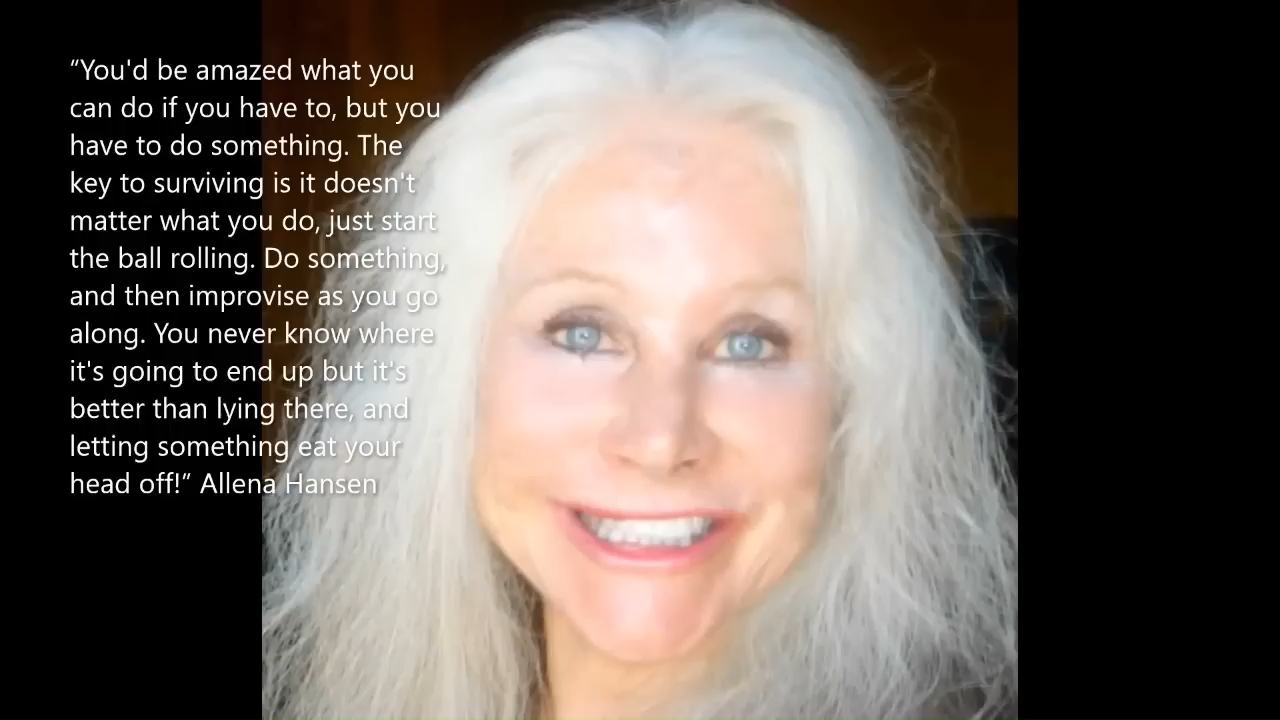 “You'd be amazed what you
can do if you have to, but you
have to do something. The
key to surviving is it doesn't
matter what you do, just start
the ball rolling. Do something,
and then improvise as you go
along. You never know where
it's going to end up but it's
better than lying there, and
letting something eat your
head off!” Allena Hansen